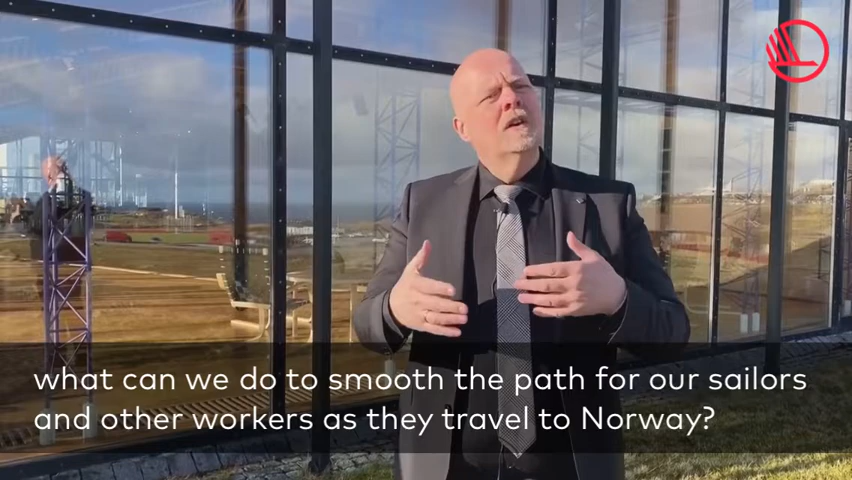 what can we do to smooth the path for our sailors
and other workers as they travel to Norway?